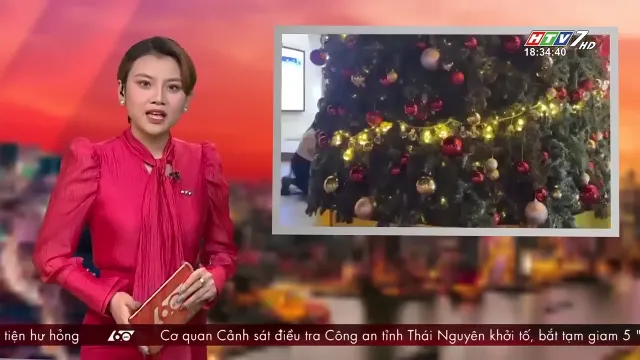 HTV7 HD
18:34:40
tiện hư hỏng 60 Cơ quan Cảnh sát điều tra Công an tỉnh Thái Nguyên khởi tố, bắt tạm giam 5 "